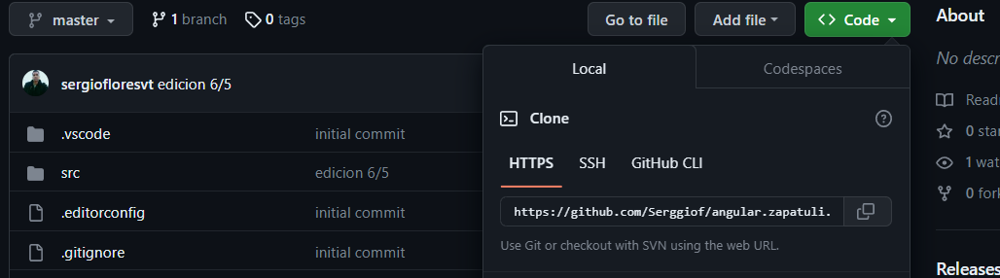 master
1 branch
0 tags
Go to file
Add file
Code
About
sergiofloresvt edicion 6/5
Local
Codespaces
No descr
.vscode
initial commit
Clone
Read
src
edicion 6/5
HTTPS
SSH
GitHub CLI
0 star
1 wat
.editorconfig
initial commit
https://github.com/Serggiof/angular.zapatuli.
0 fork
.gitignore
initial commit
Use Git or checkout with SVN using the web URL.
Releases